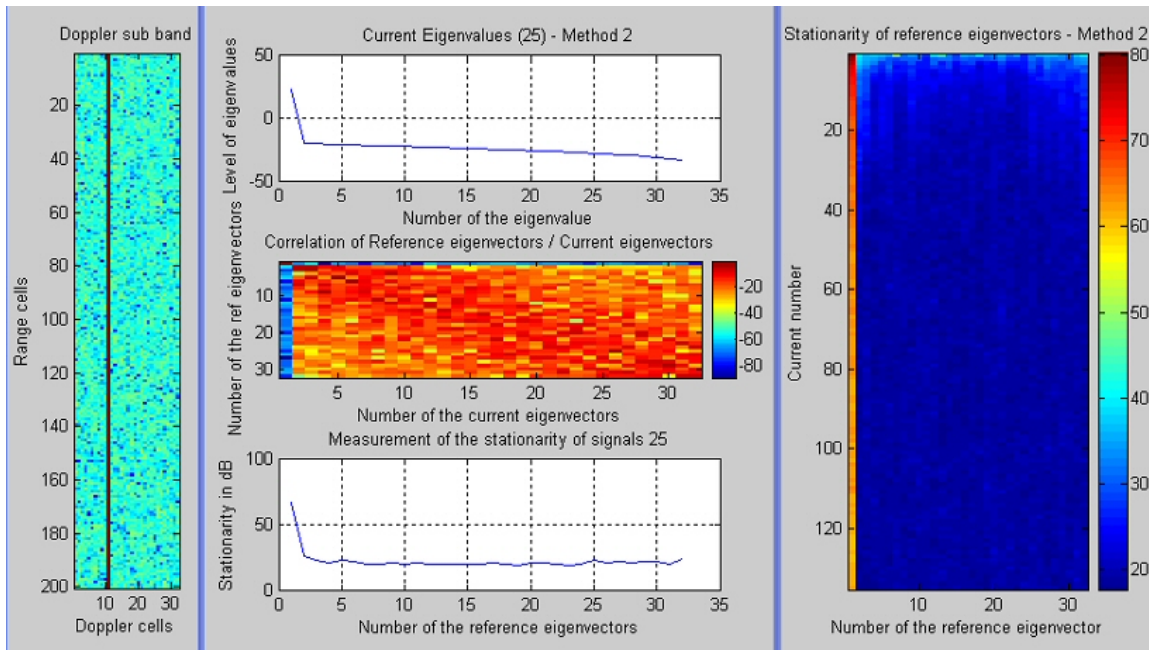 Doppler sub band
20
40
60
80
100
120
140
160
180
200
10 20 30
Range cells
Doppler cells
Current Eigenvalues (25) - Method 2
50
0
-50
0 5 10 15 20 25 30 35
Level of eigenvalues
Number of the eigenvalue
Correlation of Reference eigenvectors / Current eigenvectors
10
20
30
5 10 15 20 25 30
-20
-40
-60
-80
Number of the ref eigenvectors
Number of the current eigenvectors
Measurement of the stationarity of signals 25
100
50
0
0 5 10 15 20 25 30 35
Stationarity in dB
Number of the reference eigenvectors
Stationarity of reference eigenvectors - Method 2
20
40
60
80
100
120
10 20 30
Current number
Number of the reference eigenvector
80
70
60
50
40
30
20